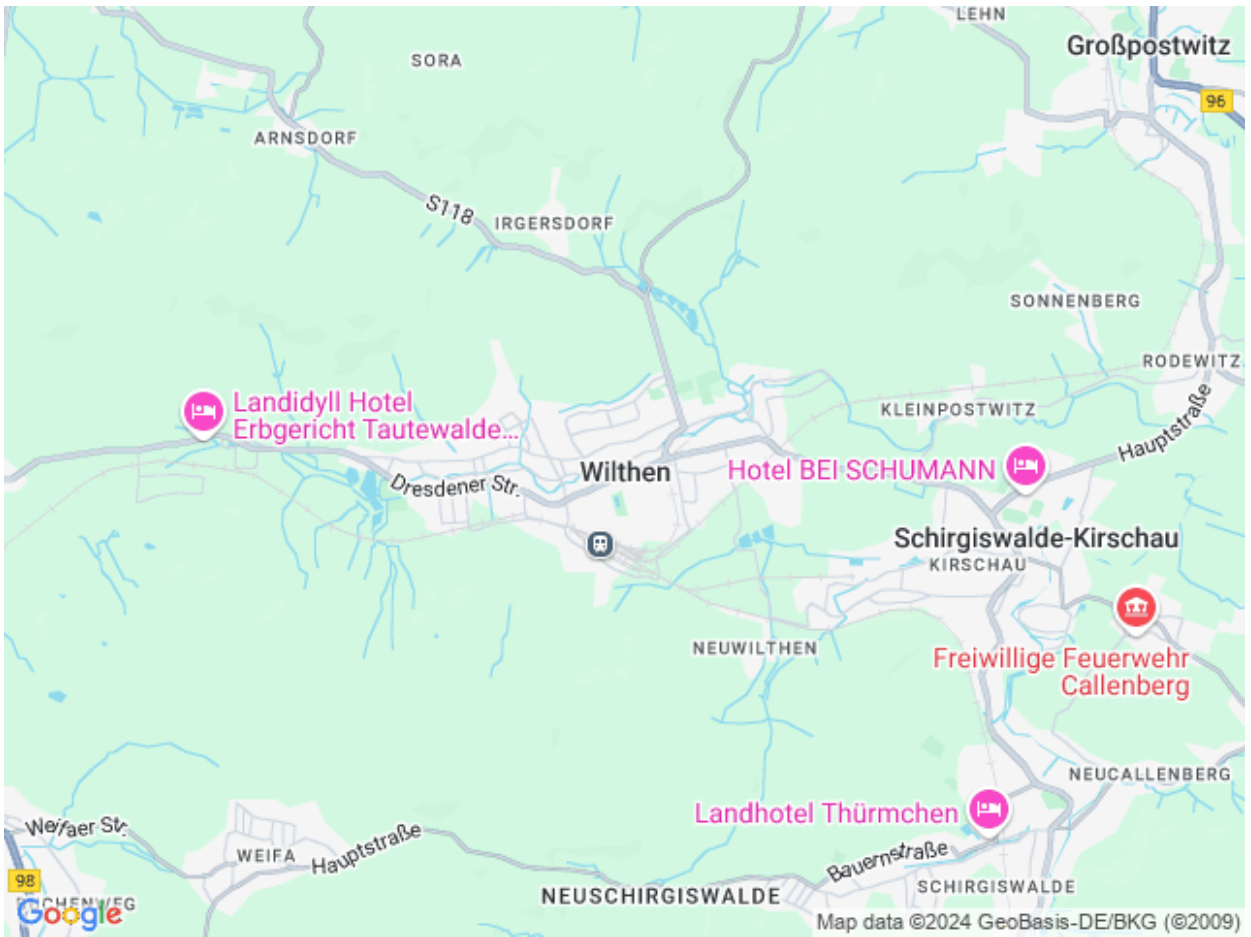 LEHN
Großpostwitz
SORA
96
ARNSDORF
S118
IRGERSDORF
SONNENBERG
RODEWITZ
Landidyll Hotel
Erbgericht Tautewalde...
KLEINPOSTWITZ
Hauptstraße
Wilthen
Hotel BEI SCHUMANN
Dresdener Str.
Schirgiswalde-Kirschau
KIRSCHAU
NEUWILTHEN
Freiwillige Feuerwehr
Callenberg
NEUCALLENBERG
Landhotel Thürmchen
Weifaer Str.
WEIFA
Hauptstraße
Bauernstraße
98
SCHIRGISWALDE
NEUSCHIRGISWALDE
Google
Map data ©2024 GeoBasis-DE/BKG (©2009)